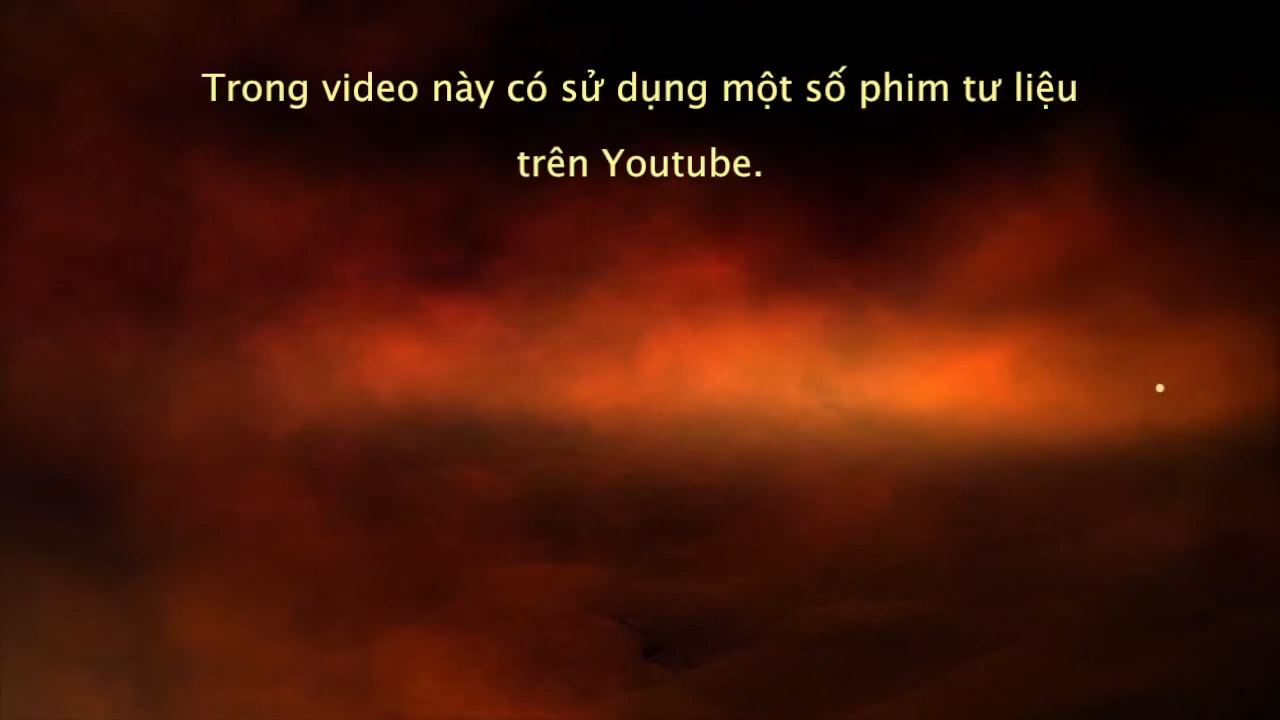 Trong video này có sử dụng một số phim tư liệu
trên Youtube.